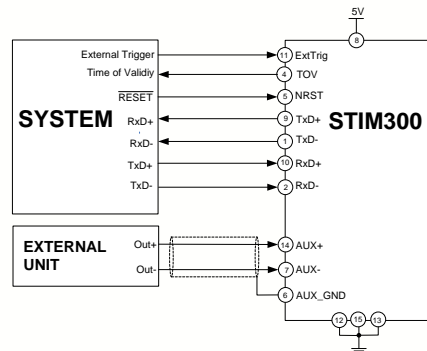 5V
8
External Trigger 11 ExtTrig
Time of Validiy 4 TOV
RESET 5 NRST
SYSTEM RxD+ 9 TxD+ STIM300
RxD- 1 TxD-
TxD+ 10 RxD+
TxD- 2 RxD-
EXTERNAL UNIT
Out+ 14 AUX+
Out- 7 AUX-
6 AUX_GND
12 15 13